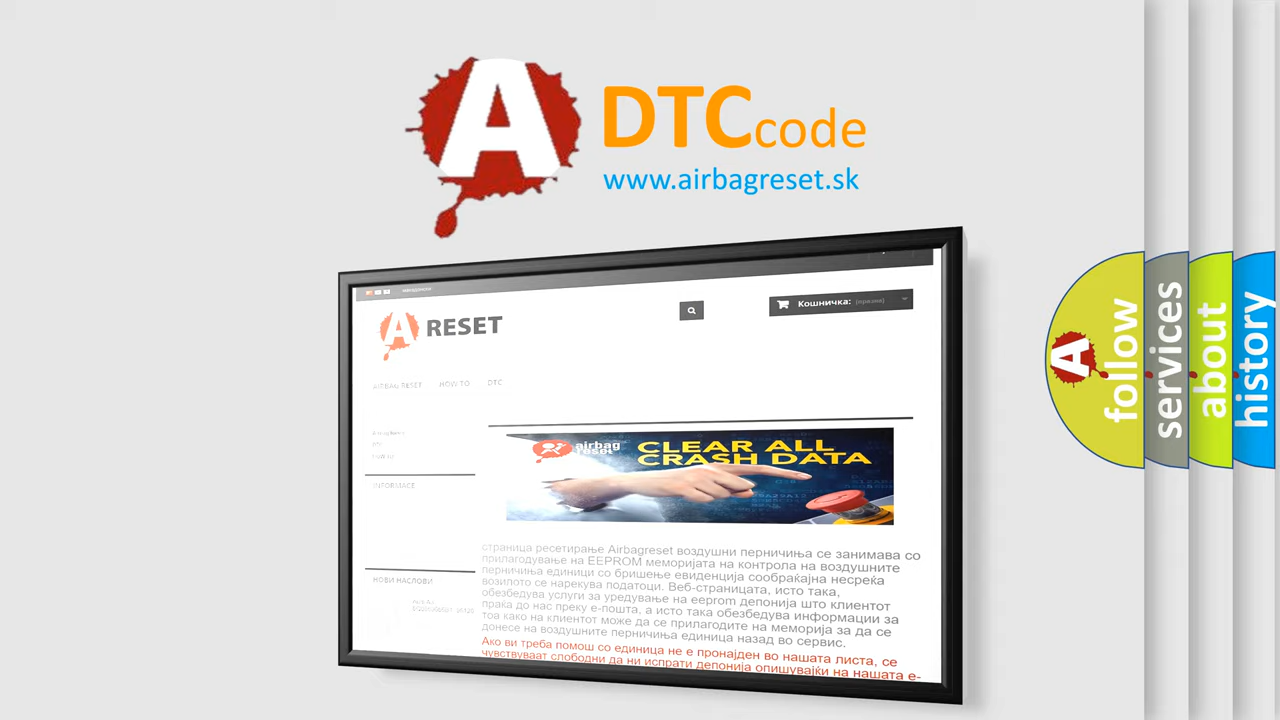 A
DTC code
www.airbagreset.sk
Кошничка: (празна)
A RESET
AIRBAG RESET HOW TO DTC
airbag
reset
CLEAR ALL
CRASH DATA
INFORMACE
НОВИ НАСЛОВИ
страница ресетирање Airbagreset воздушни перничиња се занимава со
прилагодување на EEPROM меморијата на контрола на воздушните
перничиња единици со бришење евиденција сообраќајна несреќа
возилото се нарекува податоци. Веб-страницата, исто така,
обезбедува услуги за уредување на eeprom депонија што клиентот
праќа до нас преку е-пошта, а исто така обезбедува информации за
тоа како на клиентот може да се прилагодите на меморија за да се
донесе на воздушните перничиња единица назад во сервис.
Ако ви треба помош со единица не е пронајден во нашата листа, се
чувствуваат слободни да ни испрати депонија опишувајќи на нашата е-
A
follow
services
about
history